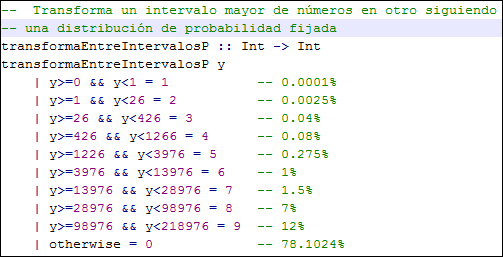 --  Transforma un intervalo mayor de números en otro siguiendo
-- una distribución de probabilidad fijada
transformaEntreIntervalosP :: Int -> Int
transformaEntreIntervalosP y
    | y>=0 && y<1 = 1             -- 0.0001%
    | y>=1 && y<26 = 2            -- 0.0025%
    | y>=26 && y<426 = 3          -- 0.04%
    | y>=426 && y<1266 = 4        -- 0.08%
    | y>=1226 && y<3976 = 5       -- 0.275%
    | y>=3976 && y<13976 = 6      -- 1%
    | y>=13976 && y<28976 = 7     -- 1.5%
    | y>=28976 && y<98976 = 8     -- 7%
    | y>=98976 && y<218976 = 9    -- 12%
    | otherwise = 0               -- 78.1024%